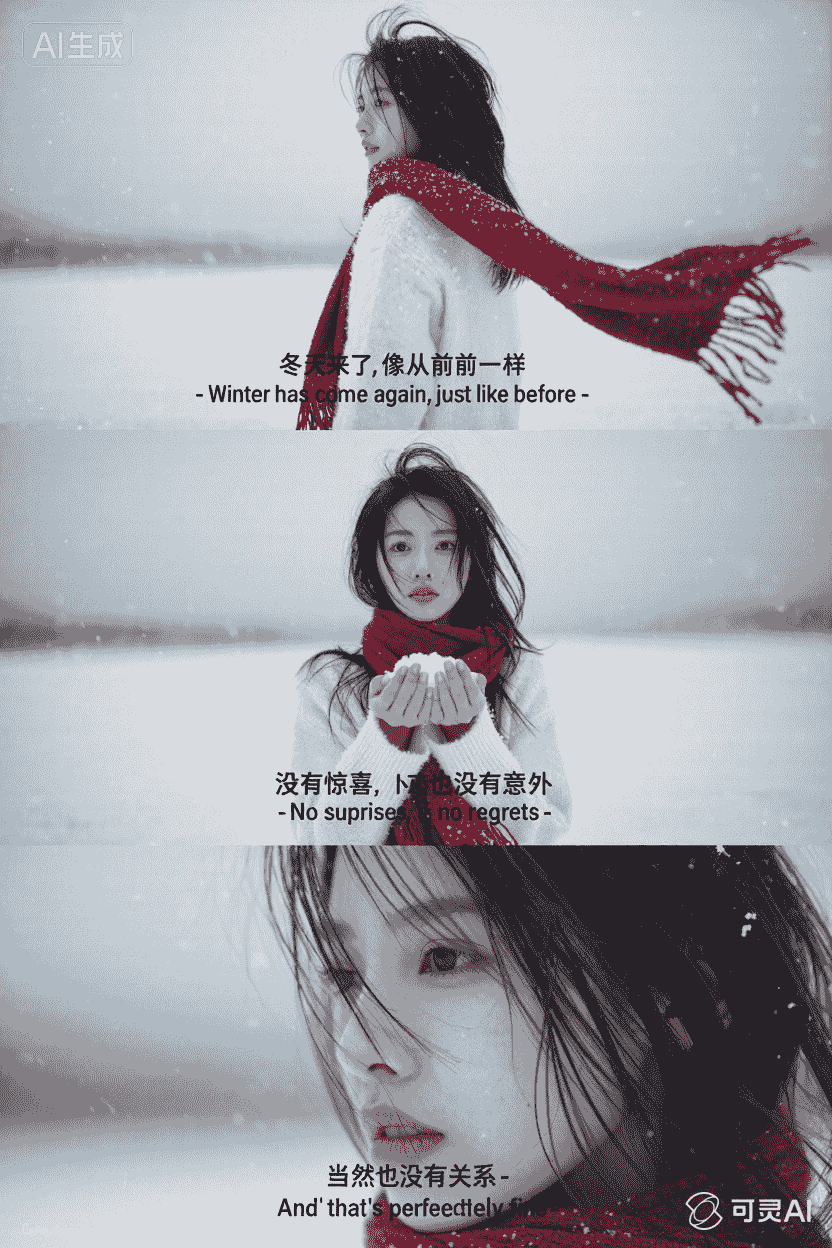 AI生成
冬天来了,像从前前一样
- Winter has come again, just like before -
没有惊喜, 也没有意外
- No suprises, no regrets -
当然也没有关系 -
And' that's perfeedttely
可灵AI